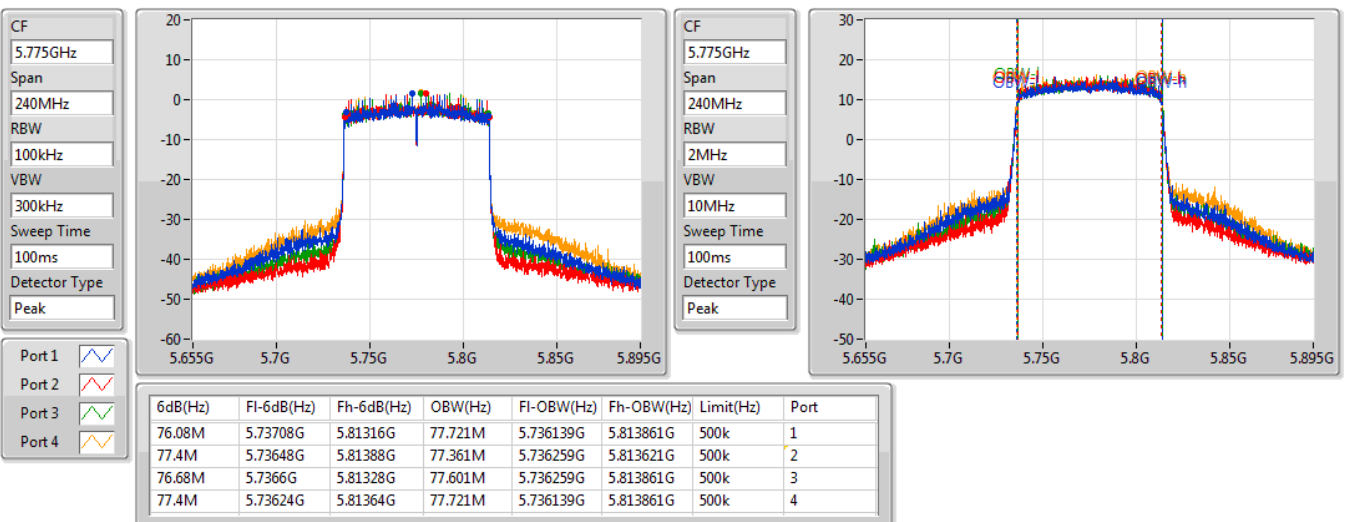 CF
5.775GHz
Span
240MHz
RBW
100kHz
VBW
300kHz
Sweep Time
100ms
Detector Type
Peak
20
10
0
-10
-20
-30
-40
-50
-60
5.655G 5.7G 5.75G 5.8G 5.85G 5.895G
CF
5.775GHz
Span
240MHz
RBW
2MHz
VBW
10MHz
Sweep Time
100ms
Detector Type
Peak
30
20
10
0
-10
-20
-30
-40
-50
OBW-l OBW-h
5.655G 5.7G 5.75G 5.8G 5.85G 5.895G
Port 1
Port 2
Port 3
Port 4
6dB(Hz) Fl-6dB(Hz) Fh-6dB(Hz) OBW(Hz) Fl-OBW(Hz) Fh-OBW(Hz) Limit(Hz) Port
76.08M 5.73708G 5.81316G 77.721M 5.736139G 5.813861G 500k 1
77.4M 5.73648G 5.81388G 77.361M 5.736259G 5.813621G 500k 2
76.68M 5.7366G 5.81328G 77.601M 5.736259G 5.813861G 500k 3
77.4M 5.73624G 5.81364G 77.721M 5.736139G 5.813861G 500k 4